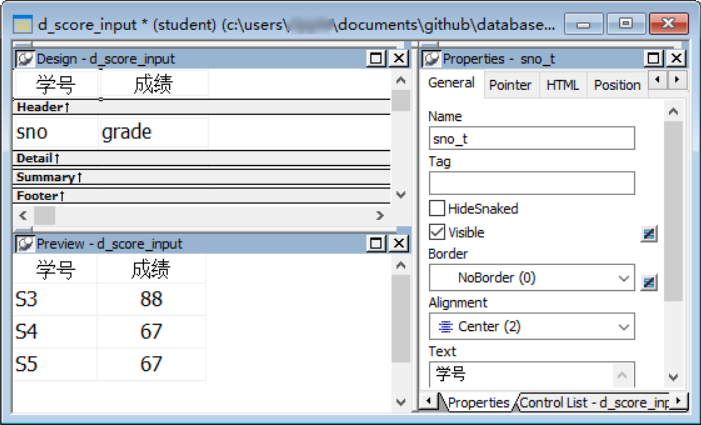 d_score_input * (student) (c:\users\ \documents\github\database...
Design - d_score_input
学号 成绩
Header↑
sno grade
Detail↑
Summary↑
Footer↑
Preview - d_score_input
学号 成绩
S3 88
S4 67
S5 67
Properties - sno_t
General Pointer HTML Position
Name
sno_t
Tag
HideSnaked
Visible
Border
NoBorder (0)
Alignment
Center (2)
Text
学号
Properties Control List - d_score_inp